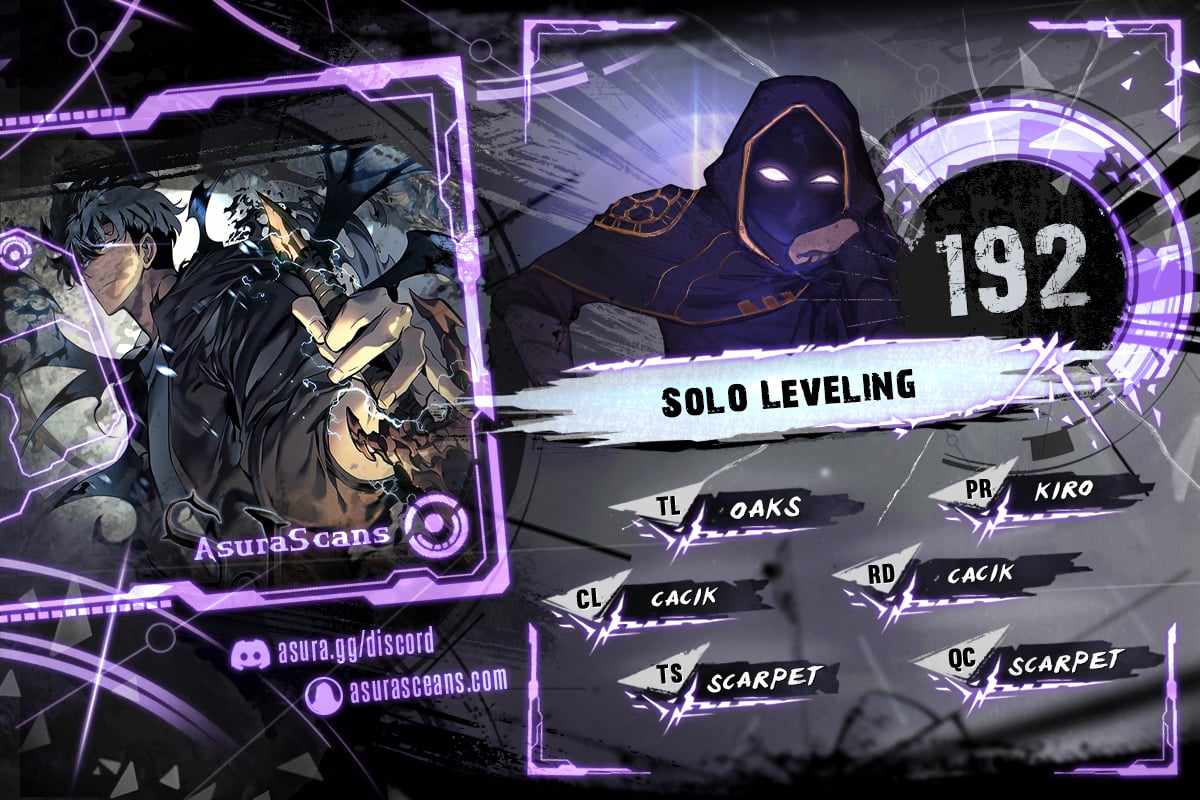 192
SOLO LEVELING
TL OAKS
PR KIRO
CL CACIK
RD CACIK
TS SCARPET
QC SCARPET
AsuraScans
asura.gg/discord
asurasceans.com